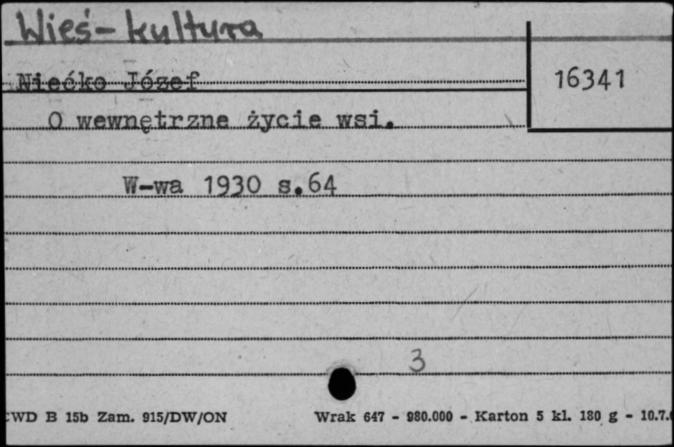 Wieś - kultura
Niećko Józef
16341
O wewnętrzne życie wsi.
W-wa 1930 s.64
3
WD B 15b Zam. 915/DW/ON Wrak 647 - 980.000 - Karton 5 kl. 180 g - 10.7.